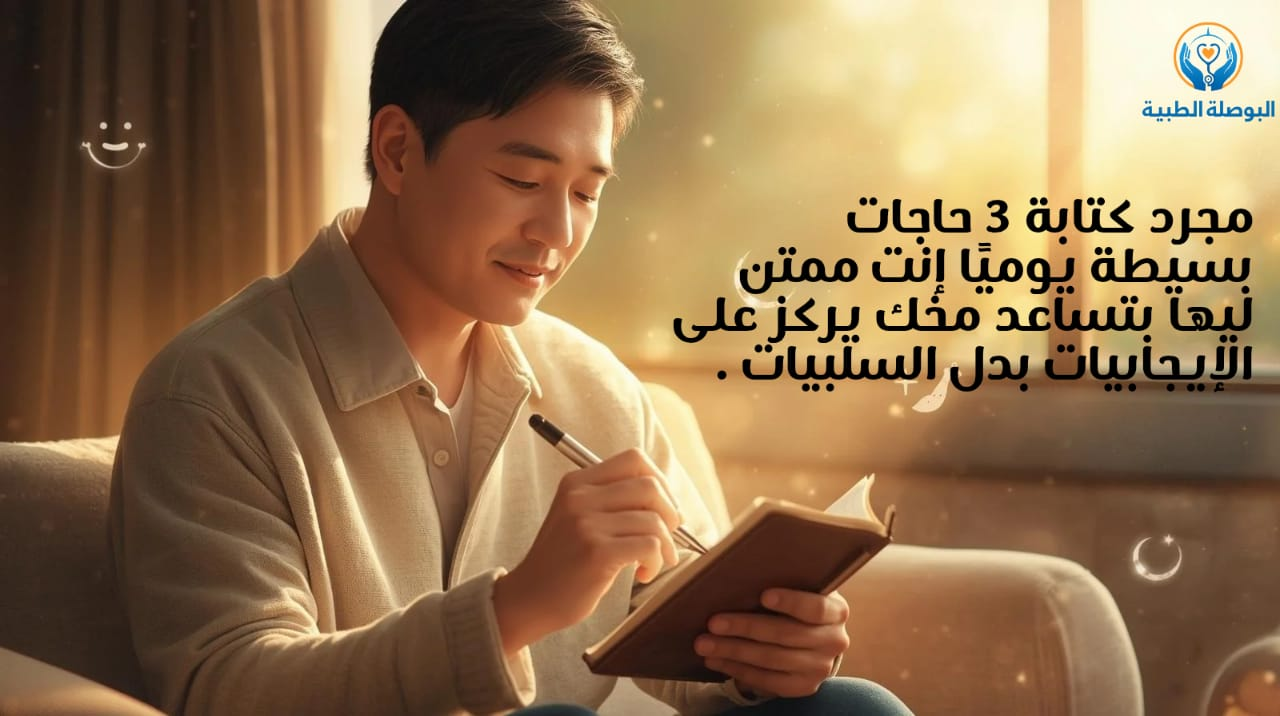 البوصلة الطبية
مجرد كتابة 3 حاجات
بسيطة يوميًا إنت ممتن
ليها بتساعد مخك يركز على
الإيجابيات بدل السلبيات .